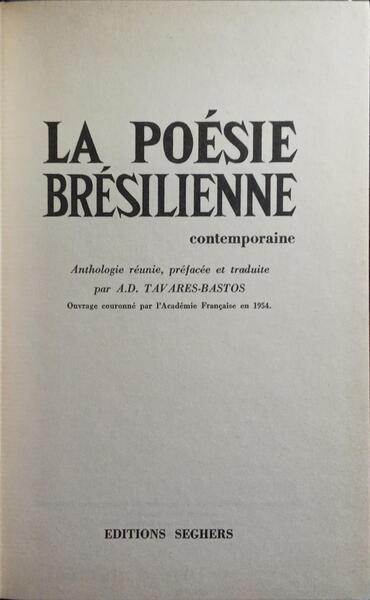 LA POÉSIE
BRÉSILIENNE
contemporaine
Anthologie réunie, préfacée et traduite
par A.D. TAVARES-BASTOS
Ouvrage couronné par l'Académie Française en 1954.
EDITIONS SEGHERS